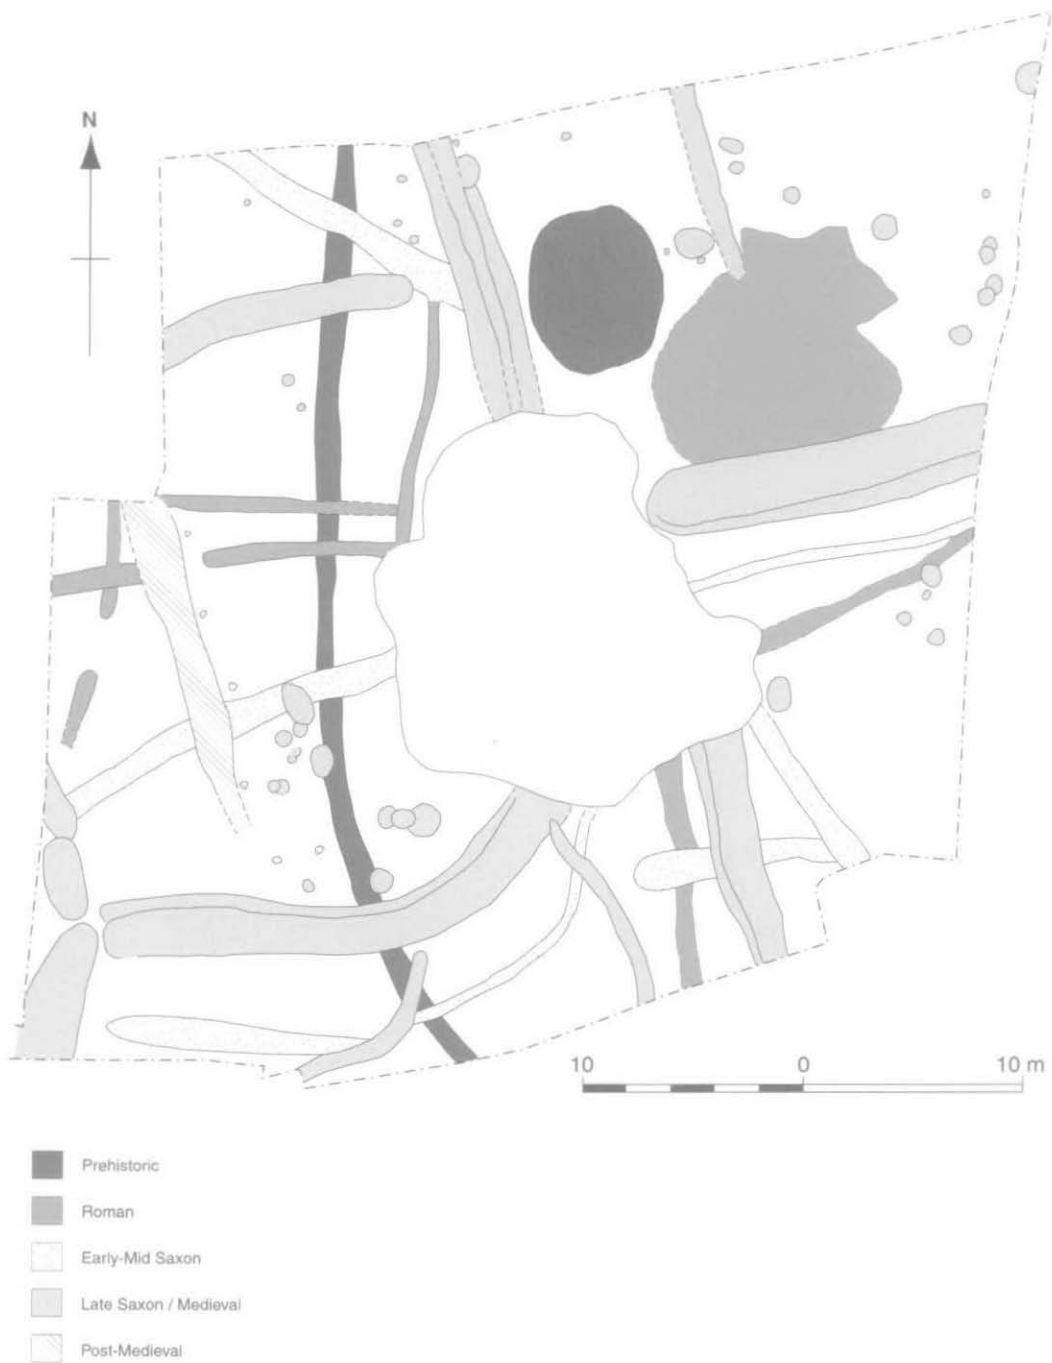 N
10 0 10 m
Prehistoric
Roman
Early-Mid Saxon
Late Saxon / Medieval
Post-Medieval